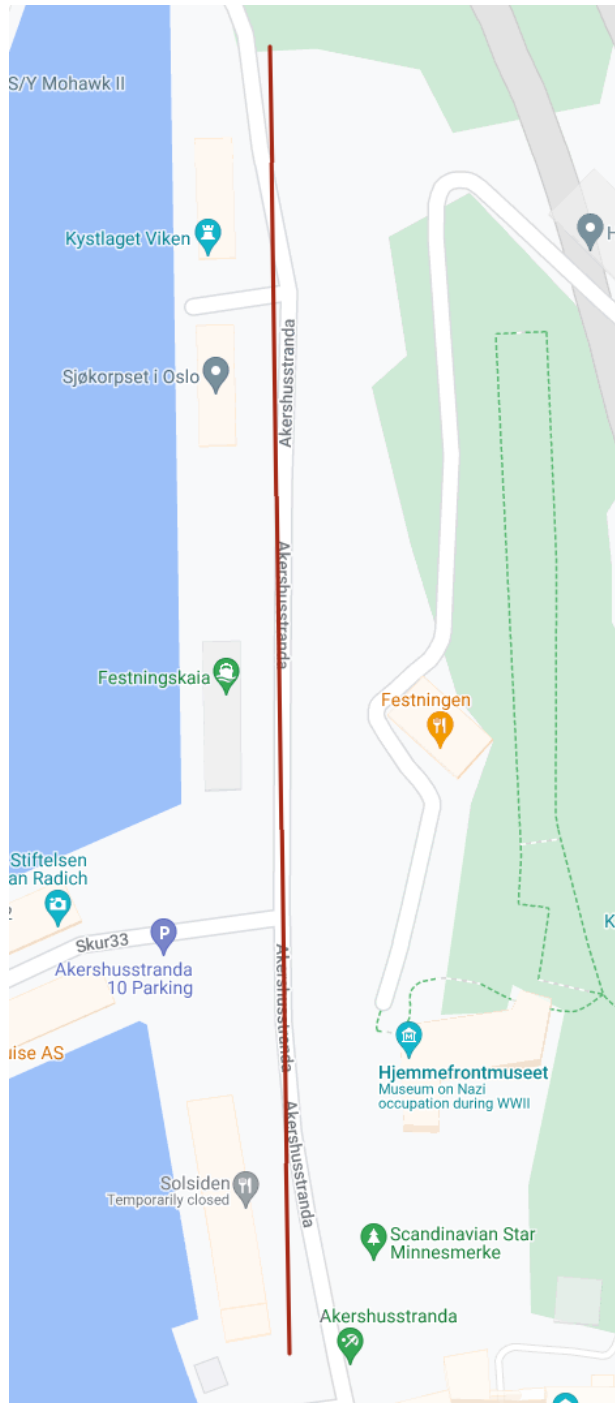 S/Y Mohawk II
Kystlaget Viken
H
Sjøkorpset i Oslo
Akershusstranda
Akershusstranda
Festningskaia
Festningen
Stiftelsen
an Radich
2
K
Skur33
P
Akershusstranda
10 Parking
Akershusstranda
uise AS
M
Hjemmefrontmuseet
Museum on Nazi
occupation during WWII
Akershusstranda
Solsiden
Temporarily closed
Scandinavian Star
Minnesmerke
Akershusstranda